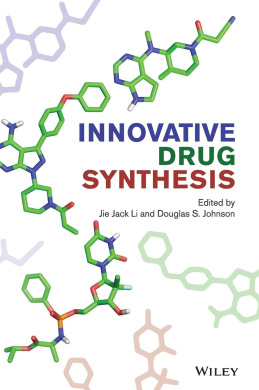 INNOVATIVE
DRUG
SYNTHESIS
Edited by
Jie Jack Li and Douglas S. Johnson
WILEY